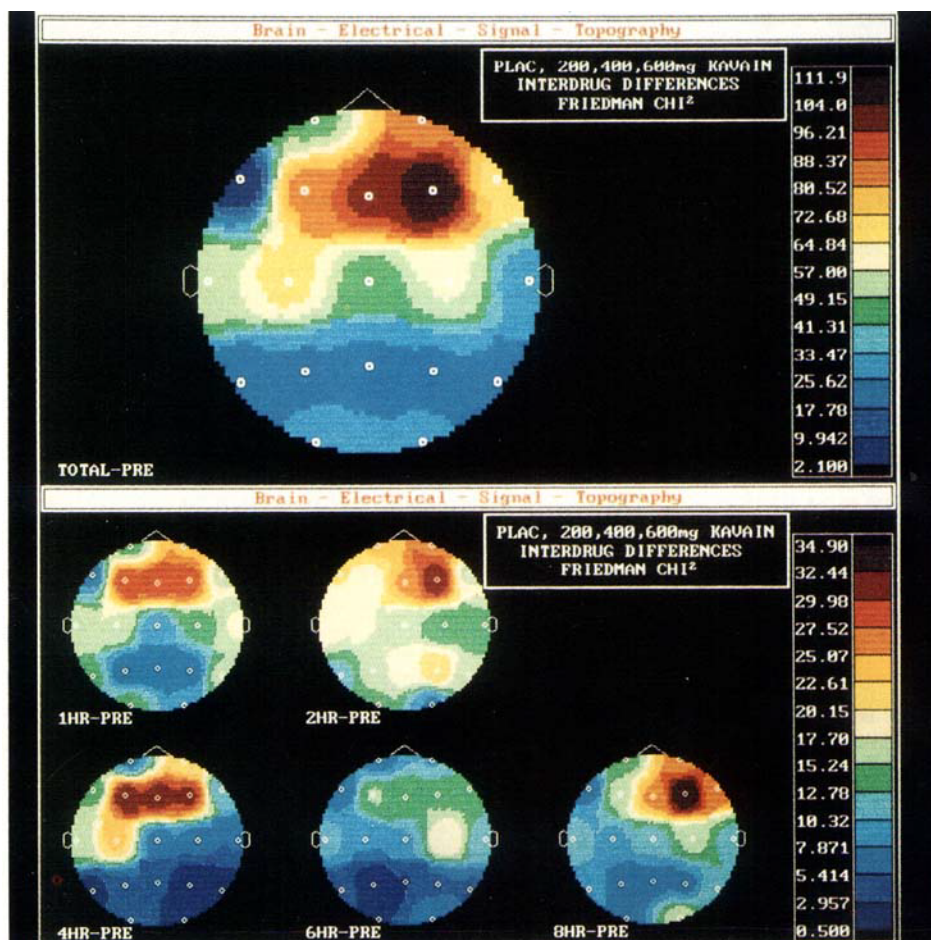 Brain - Electrical - Signal - Topography
PLAC, 200,400,600mg KAVAIN
INTERDRUG DIFFERENCES
FRIEDMAN CHI²
111.9
104.0
96.21
88.37
80.52
72.68
64.84
57.00
49.15
41.31
33.47
25.62
17.78
9.942
2.100
TOTAL-PRE
Brain - Electrical - Signal - Topography
PLAC, 200,400,600mg KAVAIN
INTERDRUG DIFFERENCES
FRIEDMAN CHI²
34.90
32.44
29.98
27.52
25.07
22.61
20.15
17.70
15.24
12.78
10.32
7.871
5.414
2.957
0.500
1HR-PRE
2HR-PRE
4HR-PRE
6HR-PRE
8HR-PRE